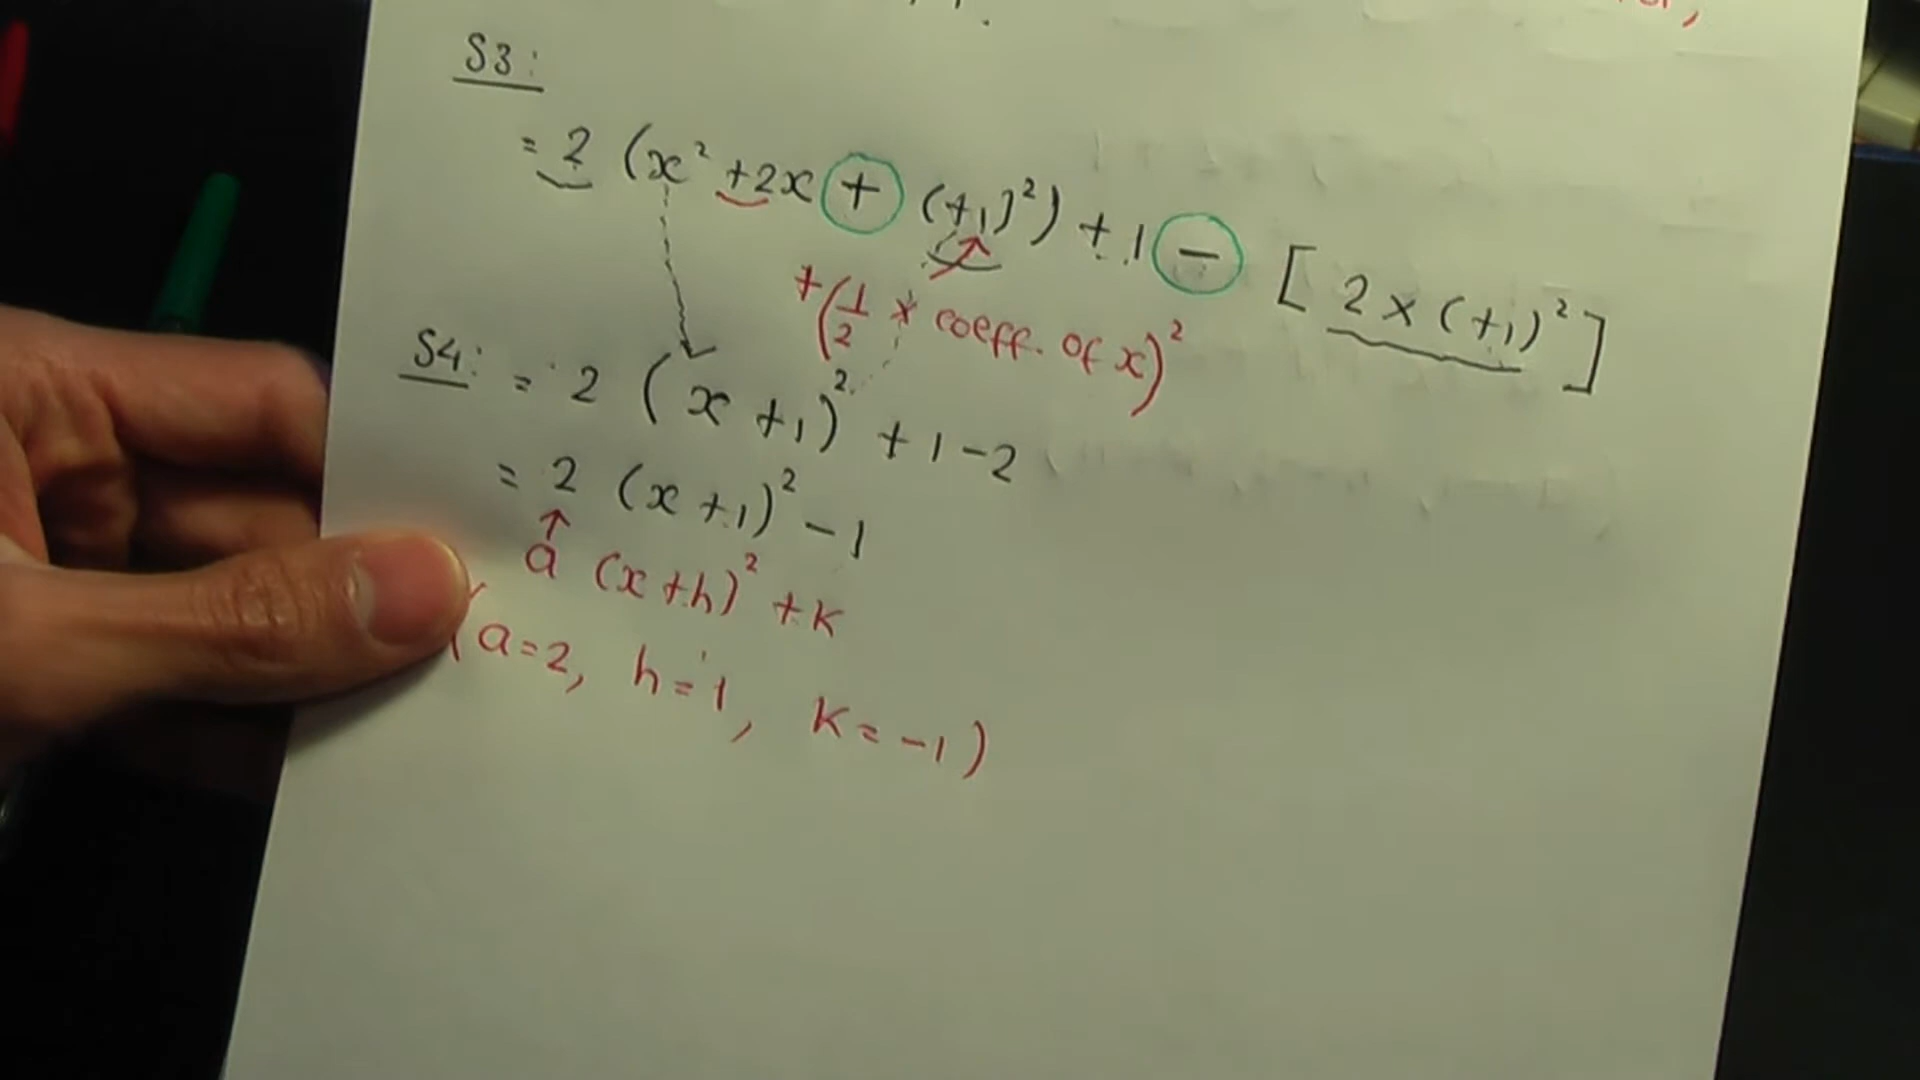 S3:
= 2 (x² +2x + (+1)²) + 1 - [2 × (+1)²]
+(1/2 * coeff. of x)²
S4: = 2 (x +1)² + 1 - 2
= 2 (x +1)² - 1
↑
a (x +h)² + k
(a=2, h=1, k= -1)